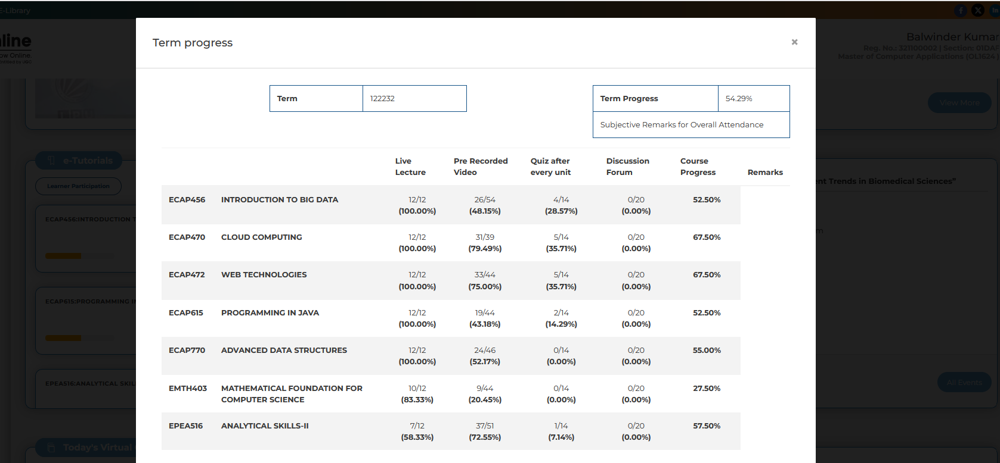 E-Library
line
ow Online.
Entitled by UGC
Balwinder Kumar
Reg. No.: 321100002 | Section: 01DAF
Master of Computer Applications (OL1624 )
View More
e-Tutorials
Learner Participation
ECAP456:INTRODUCTION T
ECAP615:PROGRAMMING IN
EPEA516:ANALYTICAL SKIL
Today's Virtual
ent Trends in Biomedical Sciences”
m
All Events
Term progress
×
Term 122232
Term Progress 54.29%
Subjective Remarks for Overall Attendance
Live Lecture Pre Recorded Video Quiz after every unit Discussion Forum Course Progress Remarks
ECAP456 INTRODUCTION TO BIG DATA 12/12 26/54 4/14 0/20 52.50%
(100.00%) (48.15%) (28.57%) (0.00%)
ECAP470 CLOUD COMPUTING 12/12 31/39 5/14 0/20 67.50%
(100.00%) (79.49%) (35.71%) (0.00%)
ECAP472 WEB TECHNOLOGIES 12/12 33/44 5/14 0/20 67.50%
(100.00%) (75.00%) (35.71%) (0.00%)
ECAP615 PROGRAMMING IN JAVA 12/12 19/44 2/14 0/20 52.50%
(100.00%) (43.18%) (14.29%) (0.00%)
ECAP770 ADVANCED DATA STRUCTURES 12/12 24/46 0/14 0/20 55.00%
(100.00%) (52.17%) (0.00%) (0.00%)
EMTH403 MATHEMATICAL FOUNDATION FOR 10/12 9/44 0/14 0/20 27.50%
COMPUTER SCIENCE (83.33%) (20.45%) (0.00%) (0.00%)
EPEA516 ANALYTICAL SKILLS-II 7/12 37/51 1/14 0/20 57.50%
(58.33%) (72.55%) (7.14%) (0.00%)